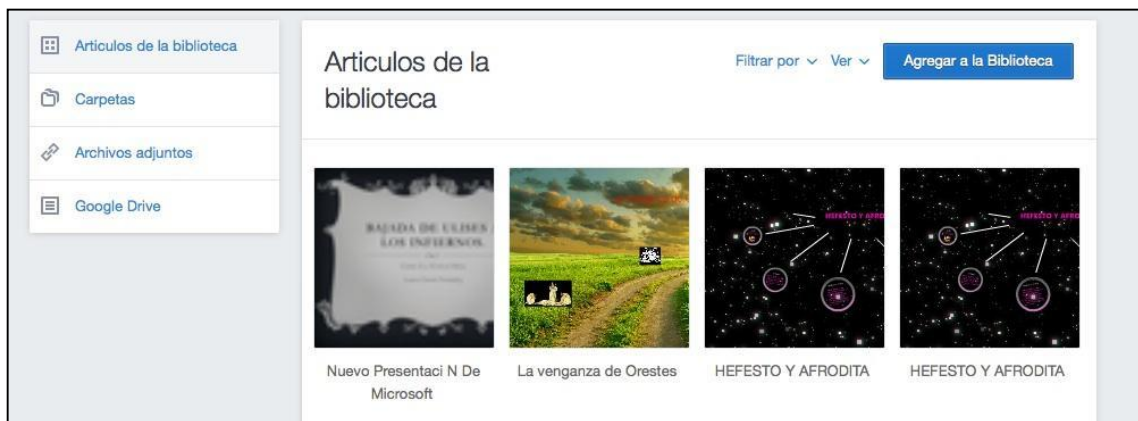 Articulos de la biblioteca
Carpetas
Archivos adjuntos
Google Drive
Articulos de la
biblioteca
Filtrar por
Ver
Agregar a la Biblioteca
BAJADA DE ULISES
LOS INFIERNOS
HEFESTO Y AFRO
HEFESTO Y AFRO
Nuevo Presentaci N De
Microsoft
La venganza de Orestes
HEFESTO Y AFRODITA
HEFESTO Y AFRODITA